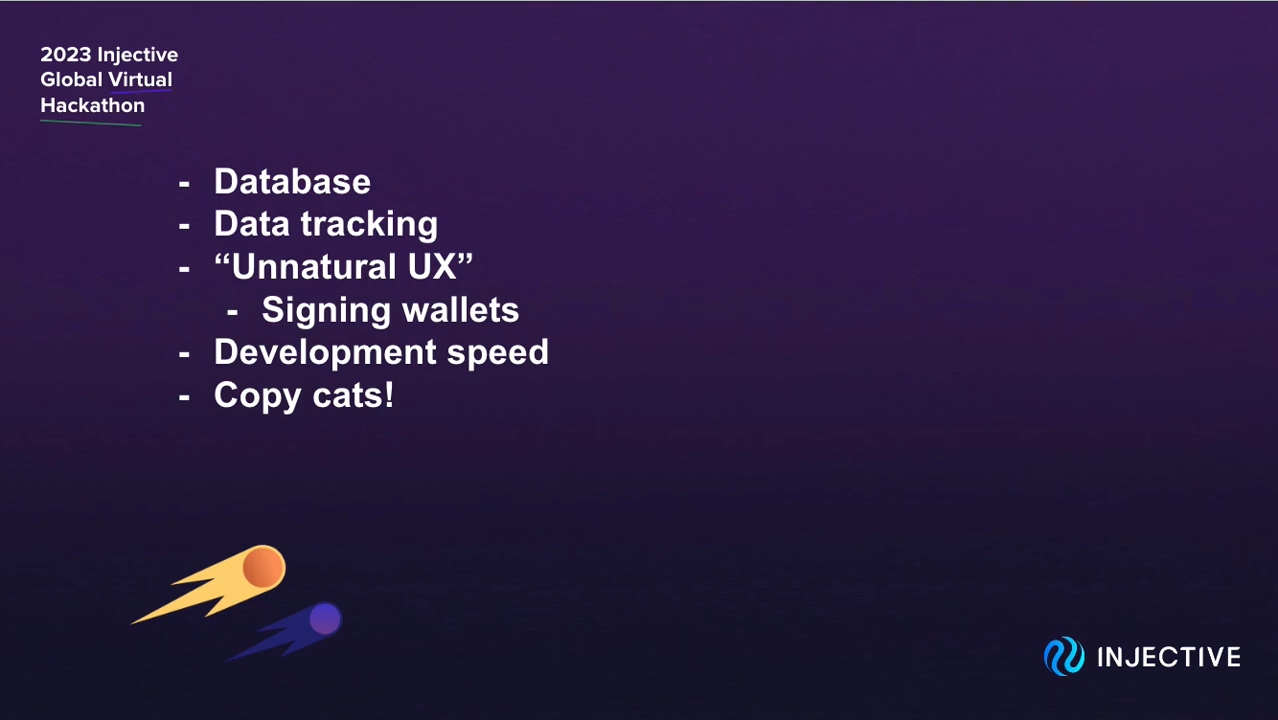 2023 Injective
Global Virtual
Hackathon
- Database
- Data tracking
- “Unnatural UX”
- Signing wallets
- Development speed
- Copy cats!
INJECTIVE